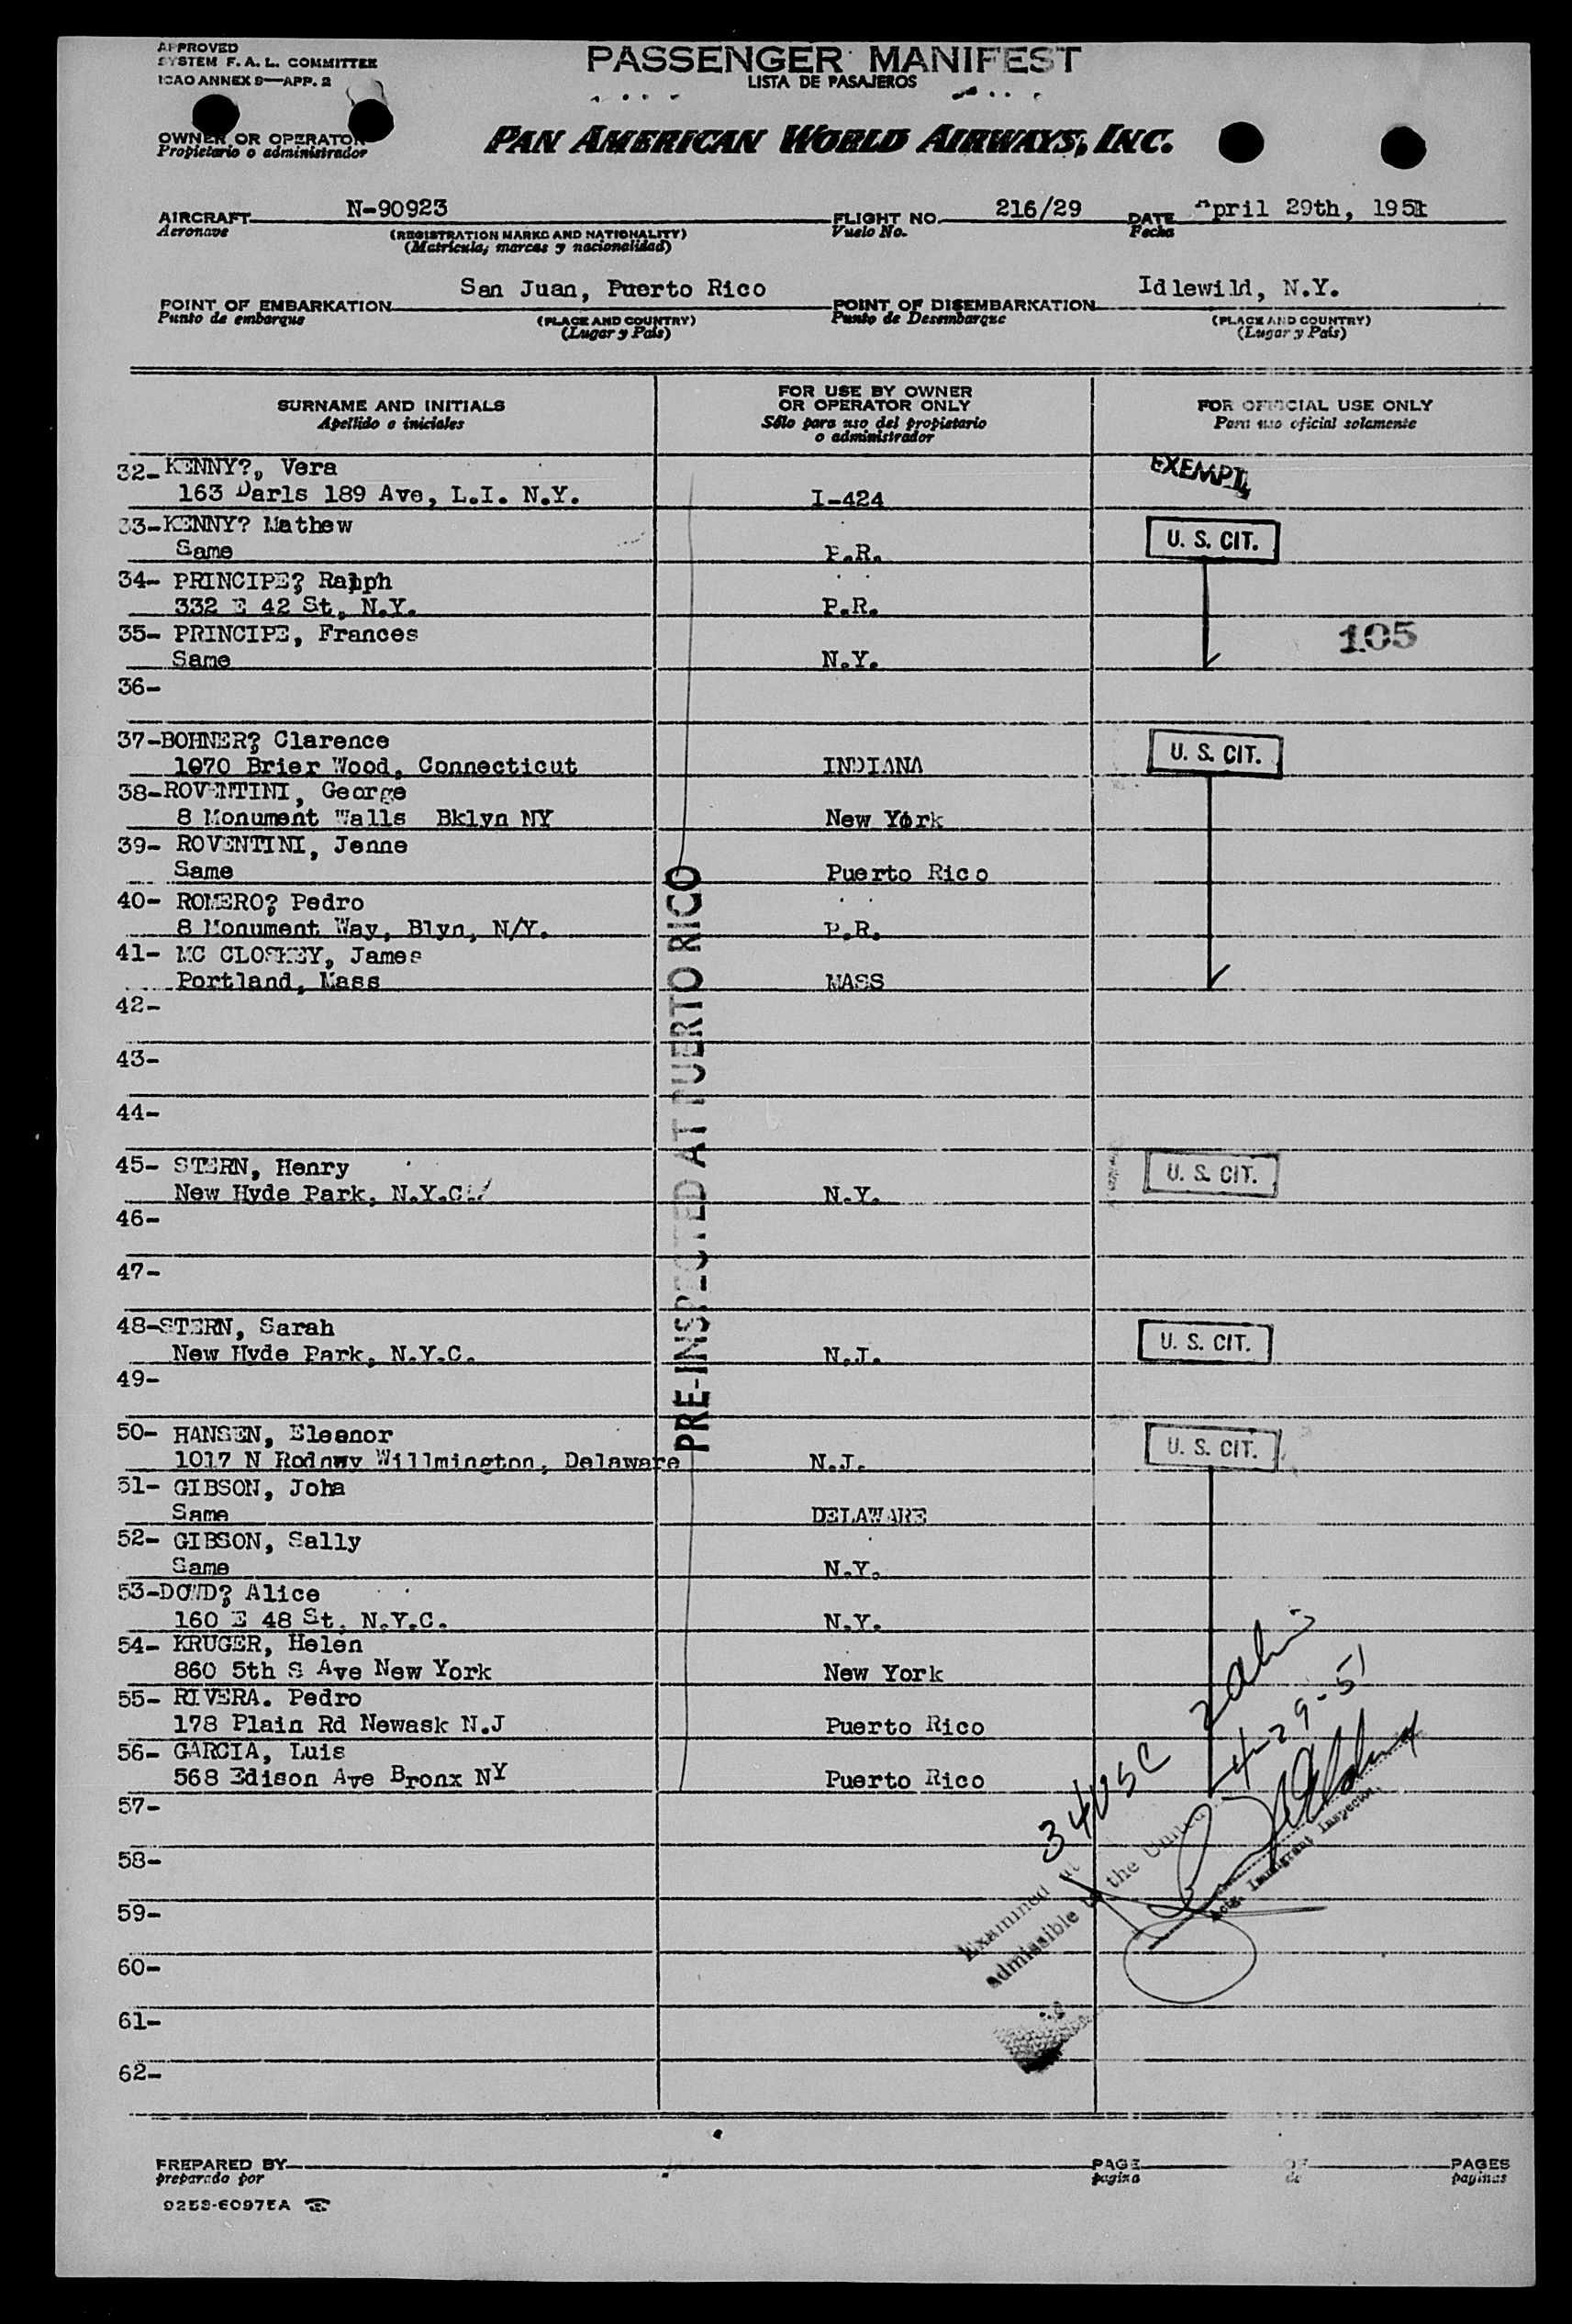 APPROVED
SYSTEM F. A. L. COMMITTEE
ICAO ANNEX 9—APP. 2
PASSENGER MANIFEST
LISTA DE PASAJEROS
OWNER OR OPERATOR
Propietario o administrador
PAN AMERICAN WORLD AIRWAYS, INC.
AIRCRAFT N-90923 FLIGHT NO. 216/29 DATE April 29th, 1951
Aeronave (REGISTRATION MARKS AND NATIONALITY) Vuelo No. Fecha
(Matrícula, marcas y nacionalidad)
POINT OF EMBARKATION San Juan, Puerto Rico POINT OF DISEMBARKATION Idlewild, N.Y.
Punto de embarque (PLACE AND COUNTRY) Punto de Desembarque (PLACE AND COUNTRY)
(Lugar y País) (Lugar y País)
SURNAME AND INITIALS
Apellido e iniciales
FOR USE BY OWNER
OR OPERATOR ONLY
Sólo para uso del propietario
o administrador
FOR OFFICIAL USE ONLY
Para uso oficial solamente
32- KENNY?, Vera EXEMPT
163 Darls 189 Ave, L.I. N.Y. I-424
33-KENNY? Mathew U. S. CIT.
Same P.R.
34- PRINCIPE? Ralph
332 E 42 St, N.Y. P.R.
35- PRINCIPE, Frances 105
Same N.Y.
36-
37-BOHNER? Clarence U. S. CIT.
1070 Brier Wood, Connecticut INDIANA
38-ROVENTINI, George
8 Monument Walls Bklyn NY New York
39- ROVENTINI, Jenne
Same Puerto Rico
40- ROMERO? Pedro
8 Monument Way, Blyn, N/Y. P.R.
41- MC CLOSKEY, James
Portland, Mass MASS
42-
43-
44-
PRE-INSPECTED AT PUERTO RICO
45- STERN, Henry U. S. CIT.
New Hyde Park, N.Y.C. N.Y.
46-
47-
48-STERN, Sarah U. S. CIT.
New Hyde Park, N.Y.C. N.J.
49-
50- HANSEN, Eleanor U. S. CIT.
1017 N Rodnwy Willmington, Delaware N.J.
51- GIBSON, John
Same DELAWARE
52- GIBSON, Sally
Same N.Y.
53-DOWD? Alice
160 E 48 St, N.Y.C. N.Y.
54- KRUGER, Helen
860 5th S Ave New York New York
55- RIVERA. Pedro
178 Plain Rd Newask N.J Puerto Rico
56- GARCIA, Luis
568 Edison Ave Bronx NY Puerto Rico
34 USC
4-29-51
57-
58-
59-
60-
61-
62-
Examined
admissible to the United
Immigrant Inspector
PREPARED BY PAGE OF PAGES
preparado por pagina de paginas